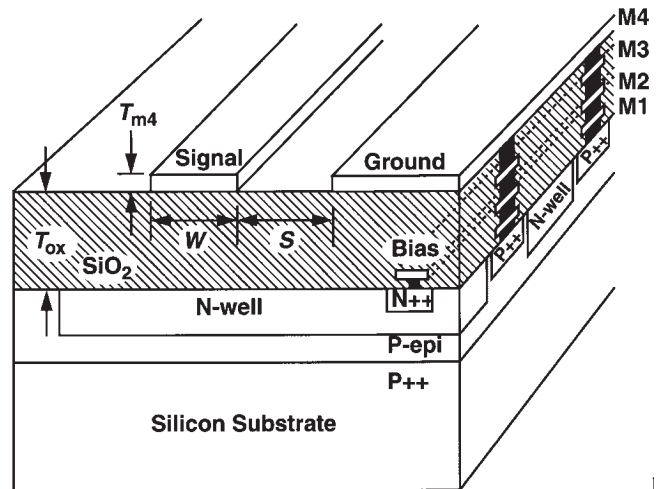 M4
M3
M2
M1
Tm4
Signal
Ground
P++
N-well
P++
Tox
W
S
Bias
SiO2
N++
N-well
P-epi
P++
Silicon Substrate